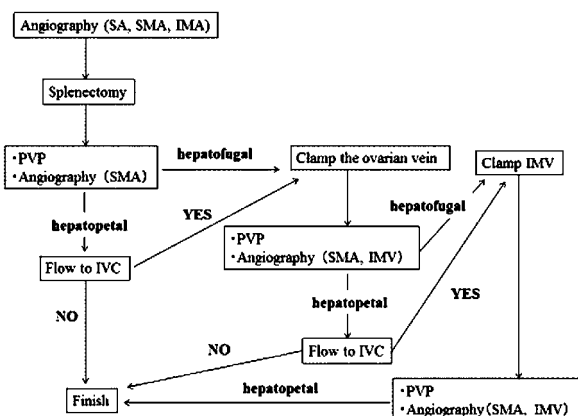 Angiography (SA, SMA, IMA)
Splenectomy
・PVP
・Angiography (SMA)
hepatofugal
Clamp the ovarian vein
Clamp IMV
hepatopetal
YES
hepatofugal
・PVP
・Angiography (SMA, IMV)
Flow to IVC
hepatopetal
YES
NO
NO
Flow to IVC
Finish
hepatopetal
・PVP
・Angiography(SMA, IMV)